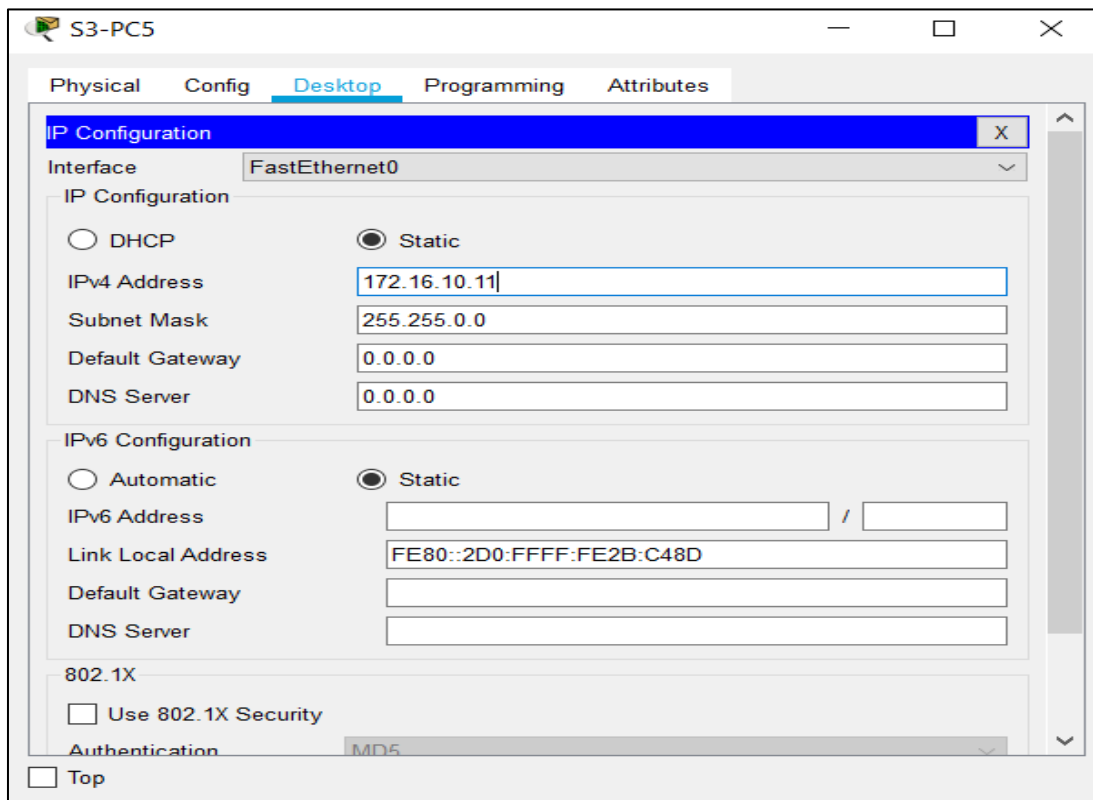 S3-PC5
Physical Config Desktop Programming Attributes
IP Configuration X
Interface FastEthernet0
IP Configuration
DHCP Static
IPv4 Address 172.16.10.11
Subnet Mask 255.255.0.0
Default Gateway 0.0.0.0
DNS Server 0.0.0.0
IPv6 Configuration
Automatic Static
IPv6 Address /
Link Local Address FE80::2D0:FFFF:FE2B:C48D
Default Gateway
DNS Server
802.1X
Use 802.1X Security
Authentication MD5
Top